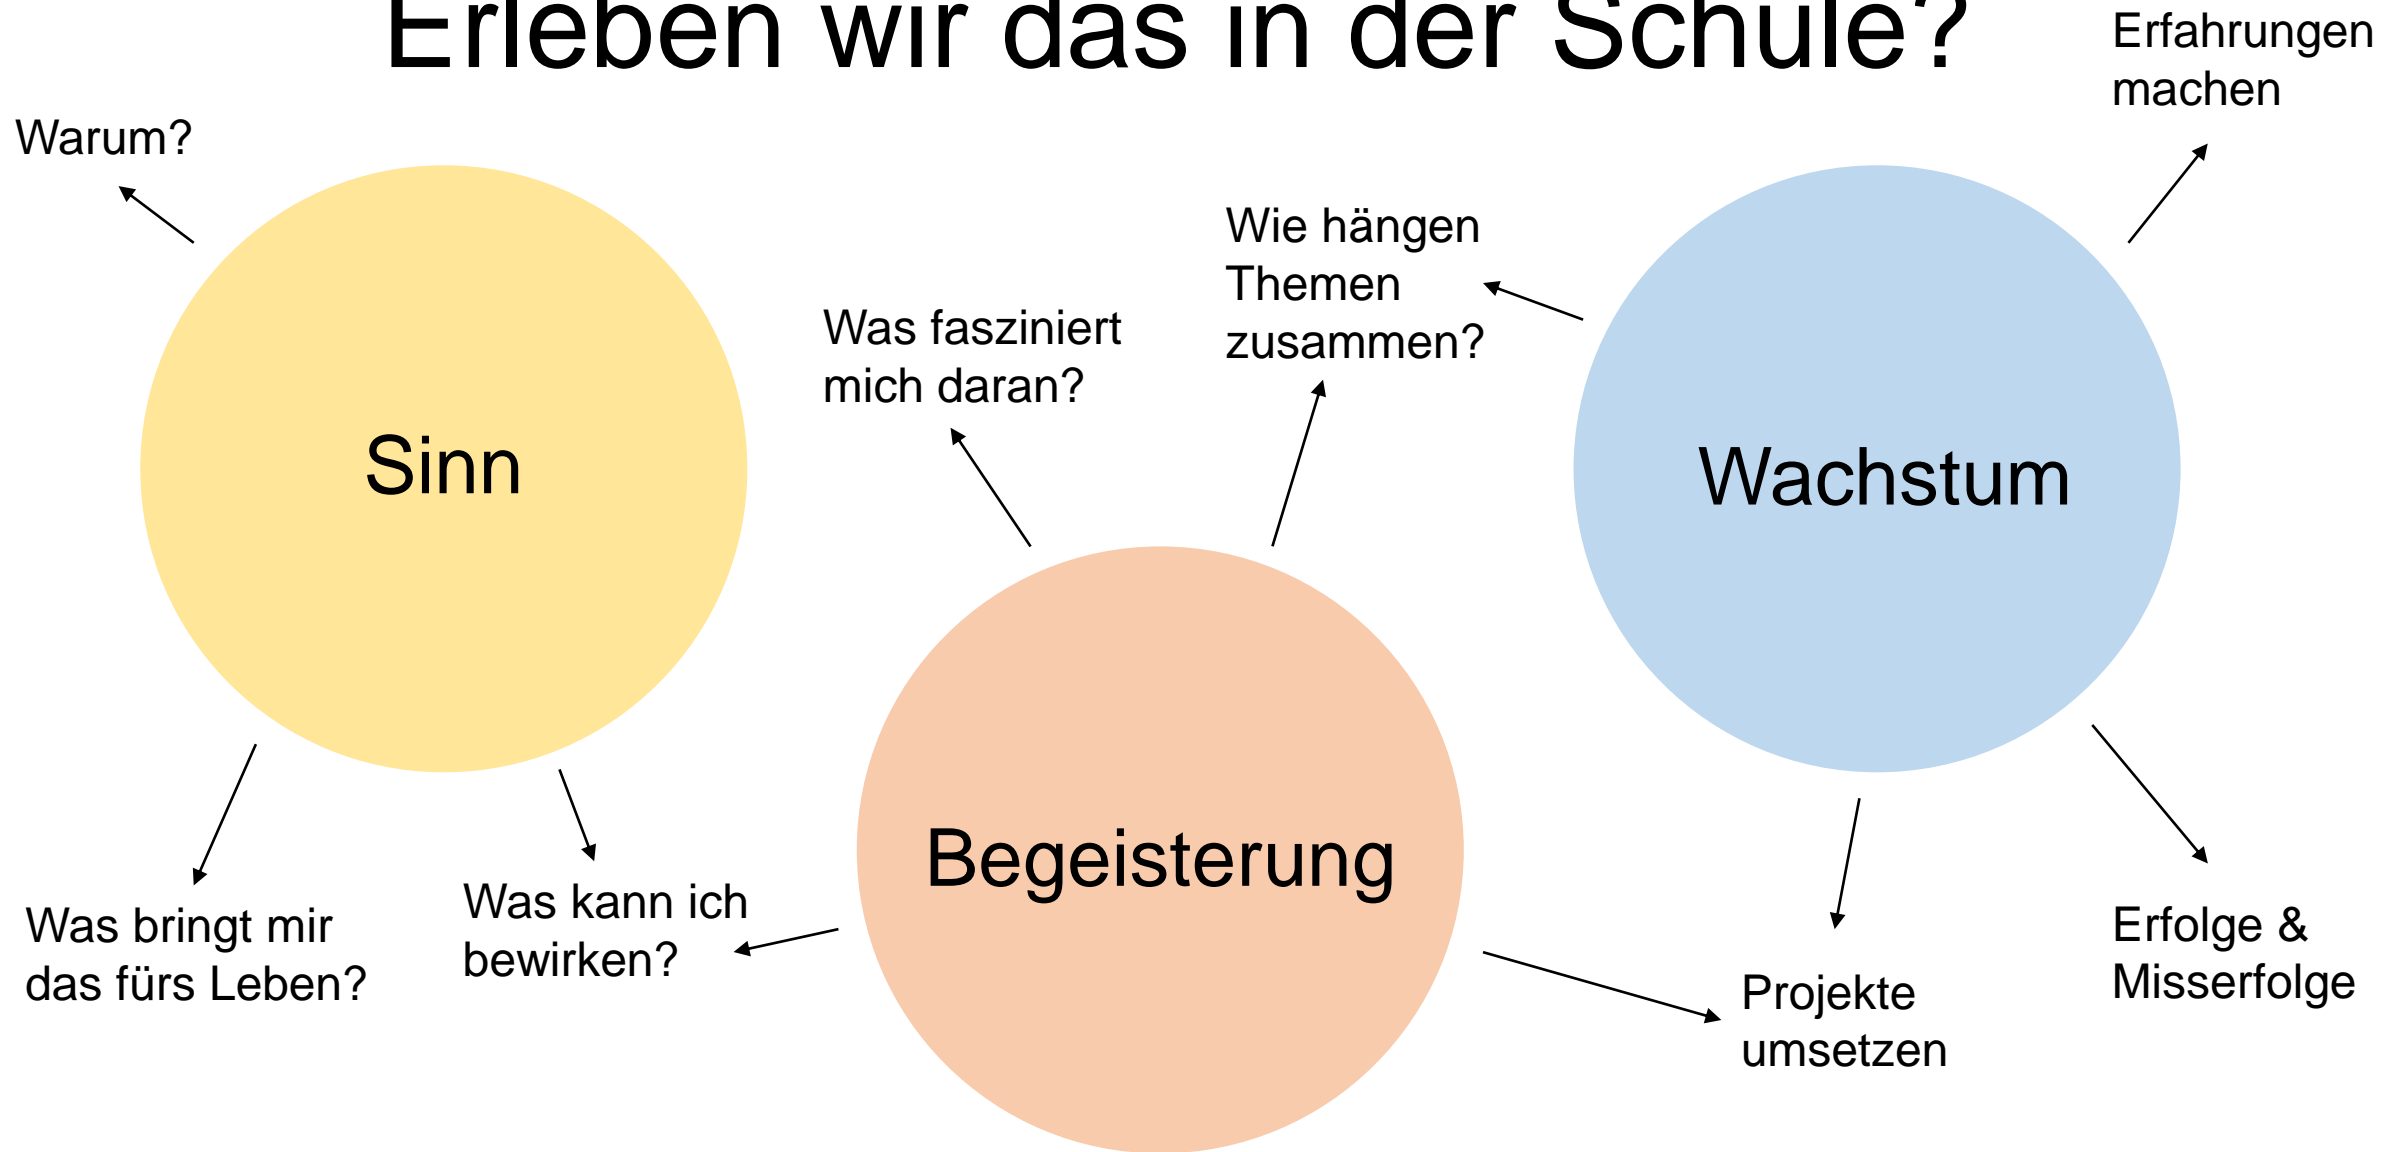 Erleben wir das in der Schule?
Erfahrungen
machen
Warum?
Wie hängen
Themen
zusammen?
Was fasziniert
mich daran?
Sinn
Wachstum
Begeisterung
Was bringt mir
das fürs Leben?
Was kann ich
bewirken?
Projekte
umsetzen
Erfolge &
Misserfolge